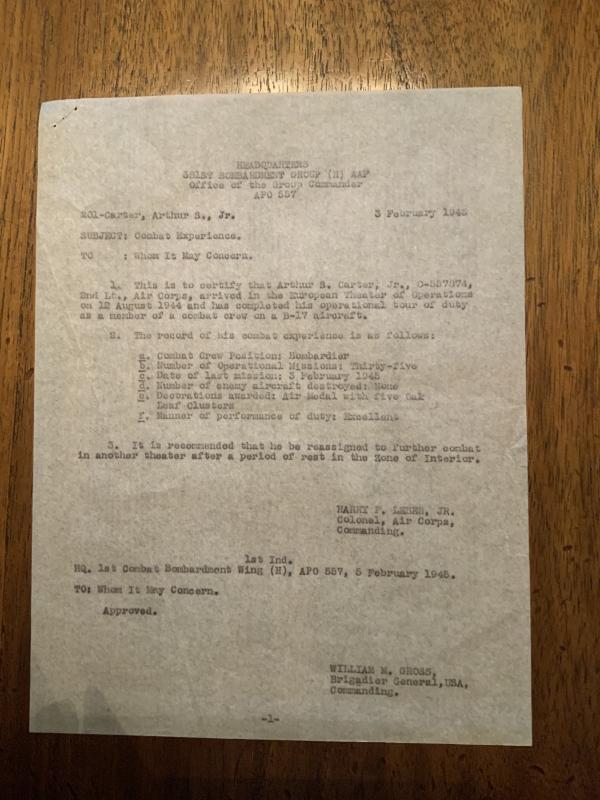 HEADQUARTERS
381ST BOMBARDMENT GROUP (H) AAF
Office of the Group Commander
APO 557
201-Carter, Arthur S., Jr. 3 February 1945
SUBJECT: Combat Experience.
TO : Whom It May Concern.
1. This is to certify that Arthur S. Carter, Jr., O-557874,
2nd Lt., Air Corps, arrived in the European Theater of Operations
on 12 August 1944 and has completed his operational tour of duty
as a member of a combat crew on a B-17 aircraft.
2. The record of his combat experience is as follows:
a. Combat Crew Position: Bombardier
b. Number of Operational Missions: Thirty-five
c. Date of last mission: 3 February 1945
d. Number of enemy aircraft destroyed: None
e. Decorations awarded: Air Medal with five Oak
Leaf Clusters
f. Manner of performance of duty: Excellent
3. It is recommended that he be reassigned to further combat
in another theater after a period of rest in the Zone of Interior.
HARRY P. LEBER, JR.
Colonel, Air Corps,
Commanding.
1st Ind.
HQ. 1st Combat Bombardment Wing (H), APO 557, 5 February 1945.
TO: Whom It May Concern.
Approved.
WILLIAM M. GROSS,
Brigadier General,USA,
Commanding.
-1-